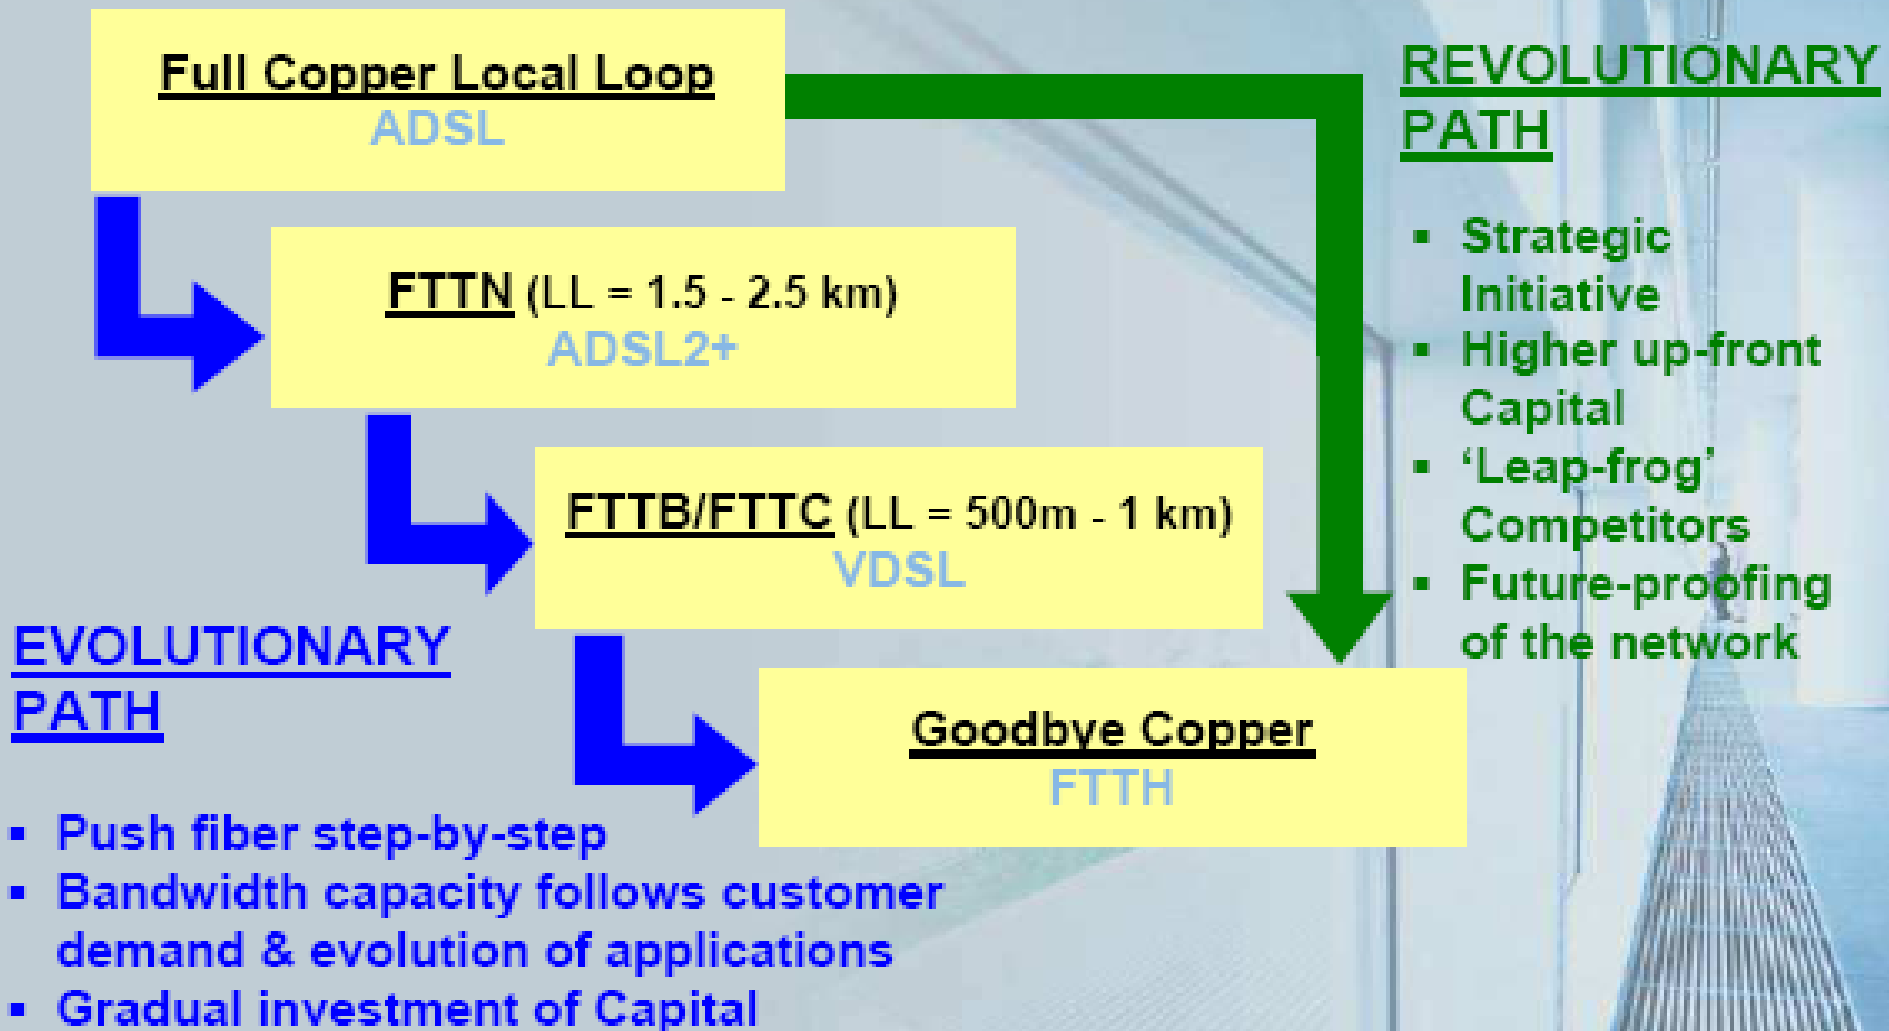 Full Copper Local Loop
ADSL
FTTN (LL = 1.5 - 2.5 km)
ADSL2+
FTTB/FTTC (LL = 500m - 1 km)
VDSL
Goodbye Copper
FTTH
REVOLUTIONARY
PATH
▪ Strategic
Initiative
▪ Higher up-front
Capital
▪ ‘Leap-frog’
Competitors
▪ Future-proofing
of the network
EVOLUTIONARY
PATH
▪ Push fiber step-by-step
▪ Bandwidth capacity follows customer
demand & evolution of applications
▪ Gradual investment of Capital